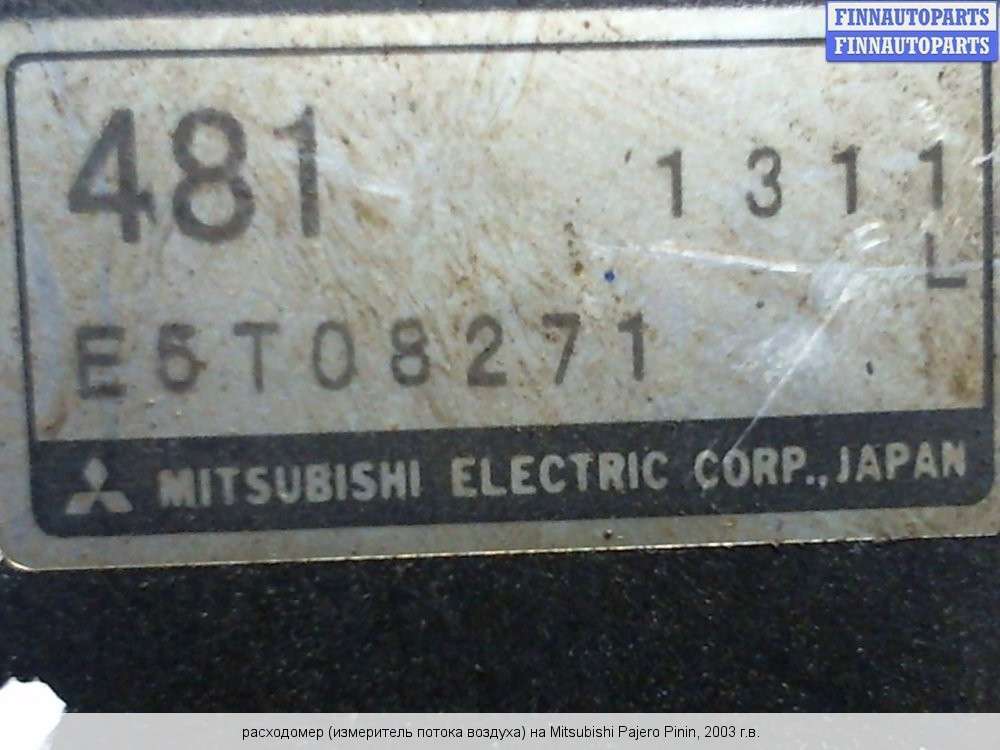 FINNAUTOPARTS
FINNAUTOPARTS
481 1311
L
E5T08271
MITSUBISHI ELECTRIC CORP., JAPAN
расходомер (измеритель потока воздуха) на Mitsubishi Pajero Pinin, 2003 г.в.